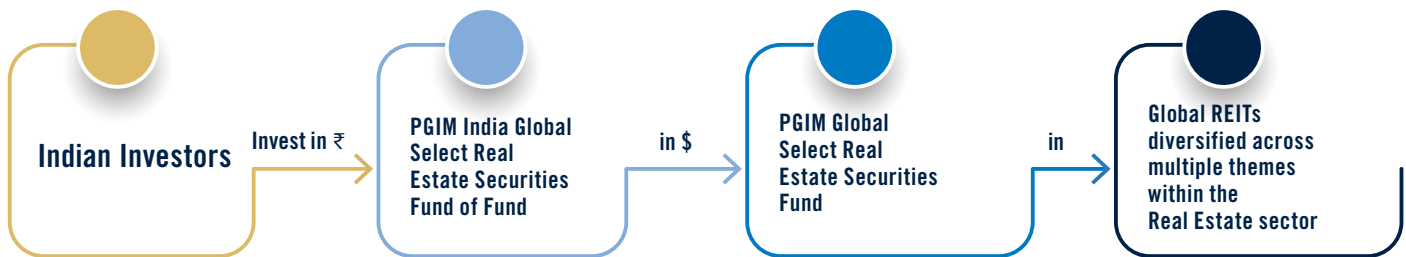 Indian Investors
Invest in ₹
PGIM India Global
Select Real
Estate Securities
Fund of Fund
in $
PGIM Global
Select Real
Estate Securities
Fund
in
Global REITs
diversified across
multiple themes
within the
Real Estate sector